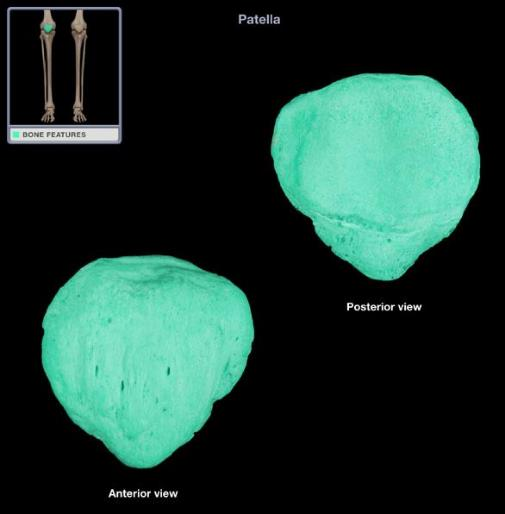 Patella
BONE FEATURES
Posterior view
Anterior view